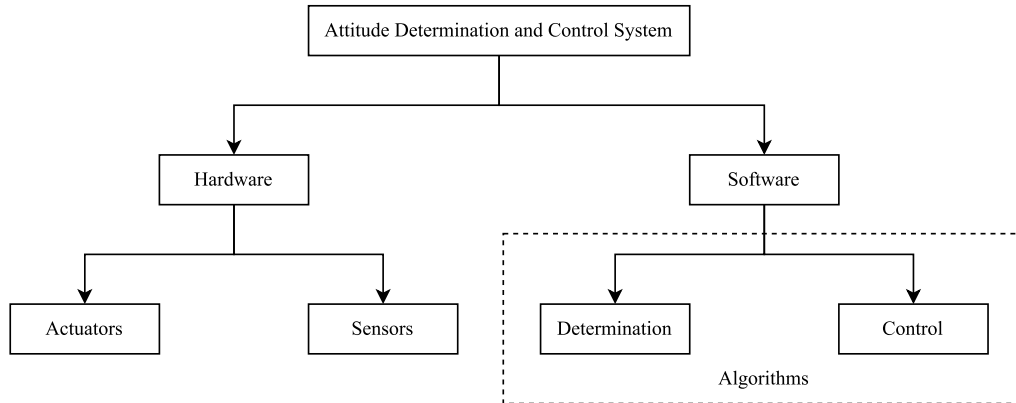 Attitude Determination and Control System
Hardware
Software
Actuators
Sensors
Determination
Control
Algorithms